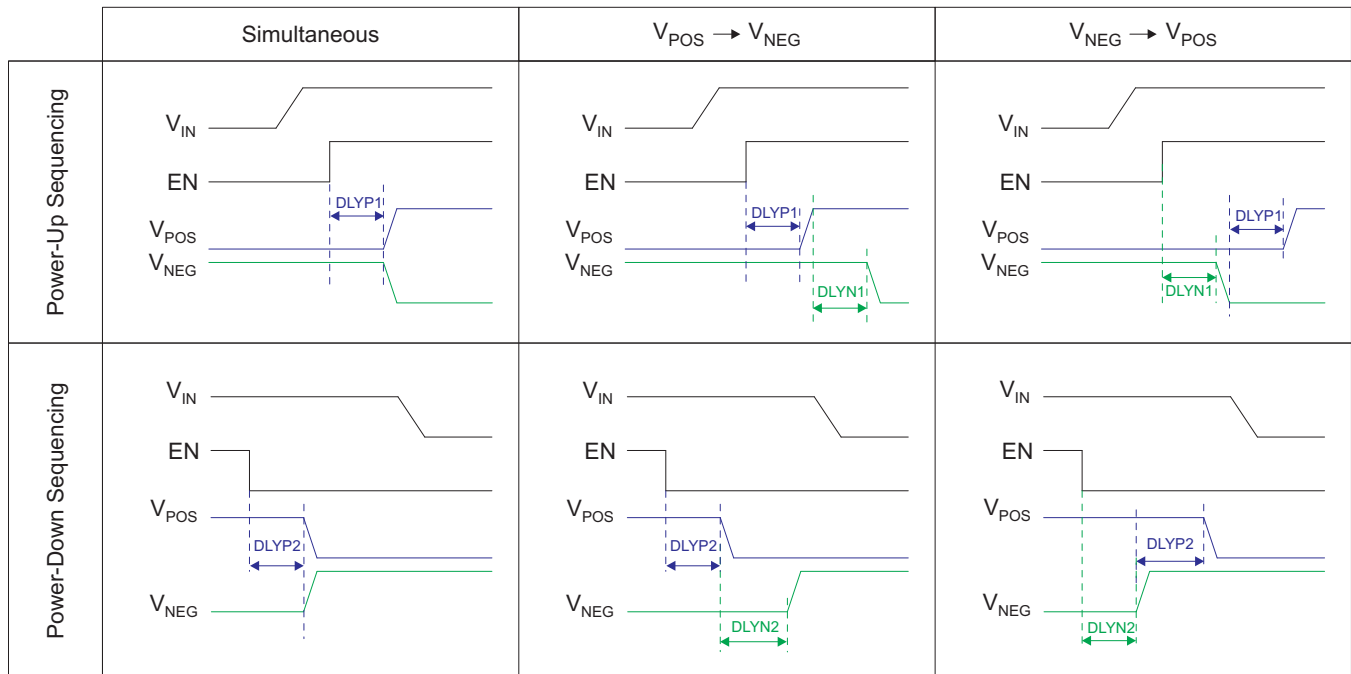 Simultaneous
VPOS → VNEG
VNEG → VPOS
Power-Up Sequencing
VIN
EN
DLYP1
VPOS
VNEG
VIN
EN
DLYP1
VPOS
VNEG
DLYN1
VIN
EN
DLYP1
VPOS
VNEG
DLYN1
Power-Down Sequencing
VIN
EN
VPOS
DLYP2
VNEG
VIN
EN
VPOS
DLYP2
VNEG
DLYN2
VIN
EN
VPOS
DLYP2
VNEG
DLYN2